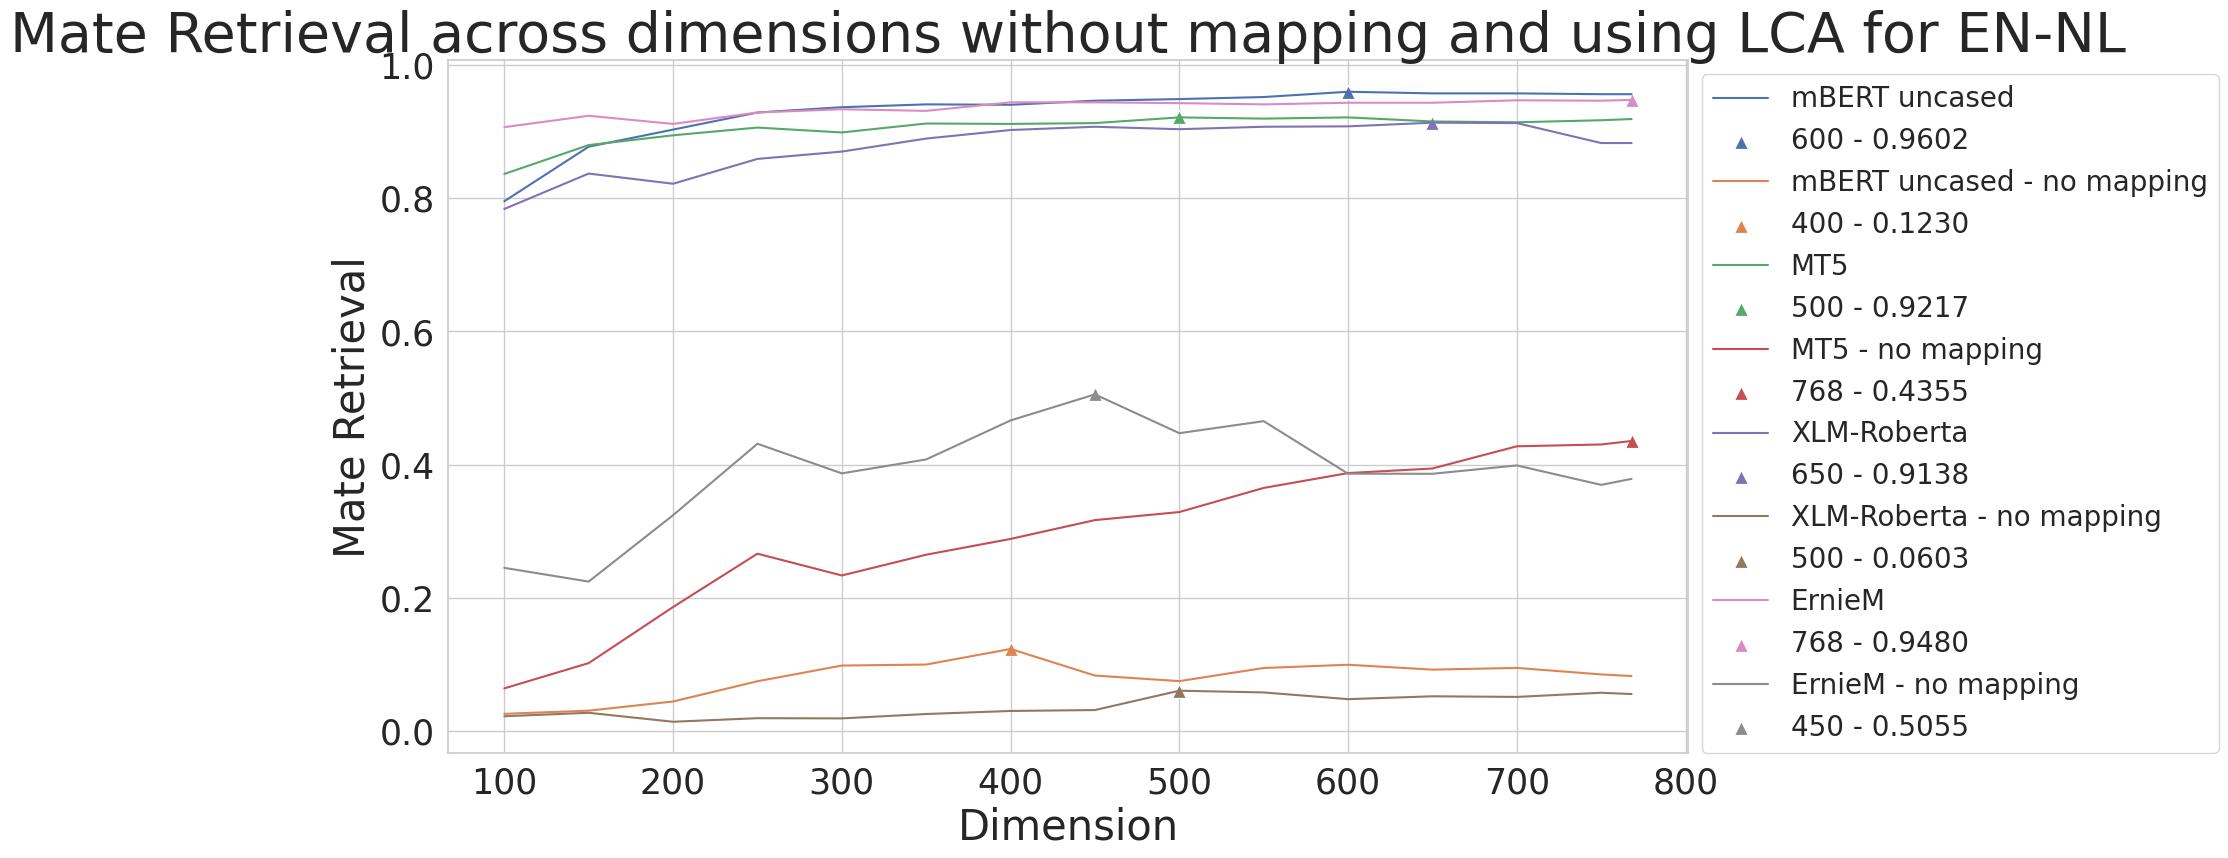 Mate Retrieval across dimensions without mapping and using LCA for EN-NL
1.0
0.8
0.6
0.4
0.2
0.0
Mate Retrieval
100 200 300 400 500 600 700 800
Dimension
mBERT uncased
600 - 0.9602
mBERT uncased - no mapping
400 - 0.1230
MT5
500 - 0.9217
MT5 - no mapping
768 - 0.4355
XLM-Roberta
650 - 0.9138
XLM-Roberta - no mapping
500 - 0.0603
ErnieM
768 - 0.9480
ErnieM - no mapping
450 - 0.5055